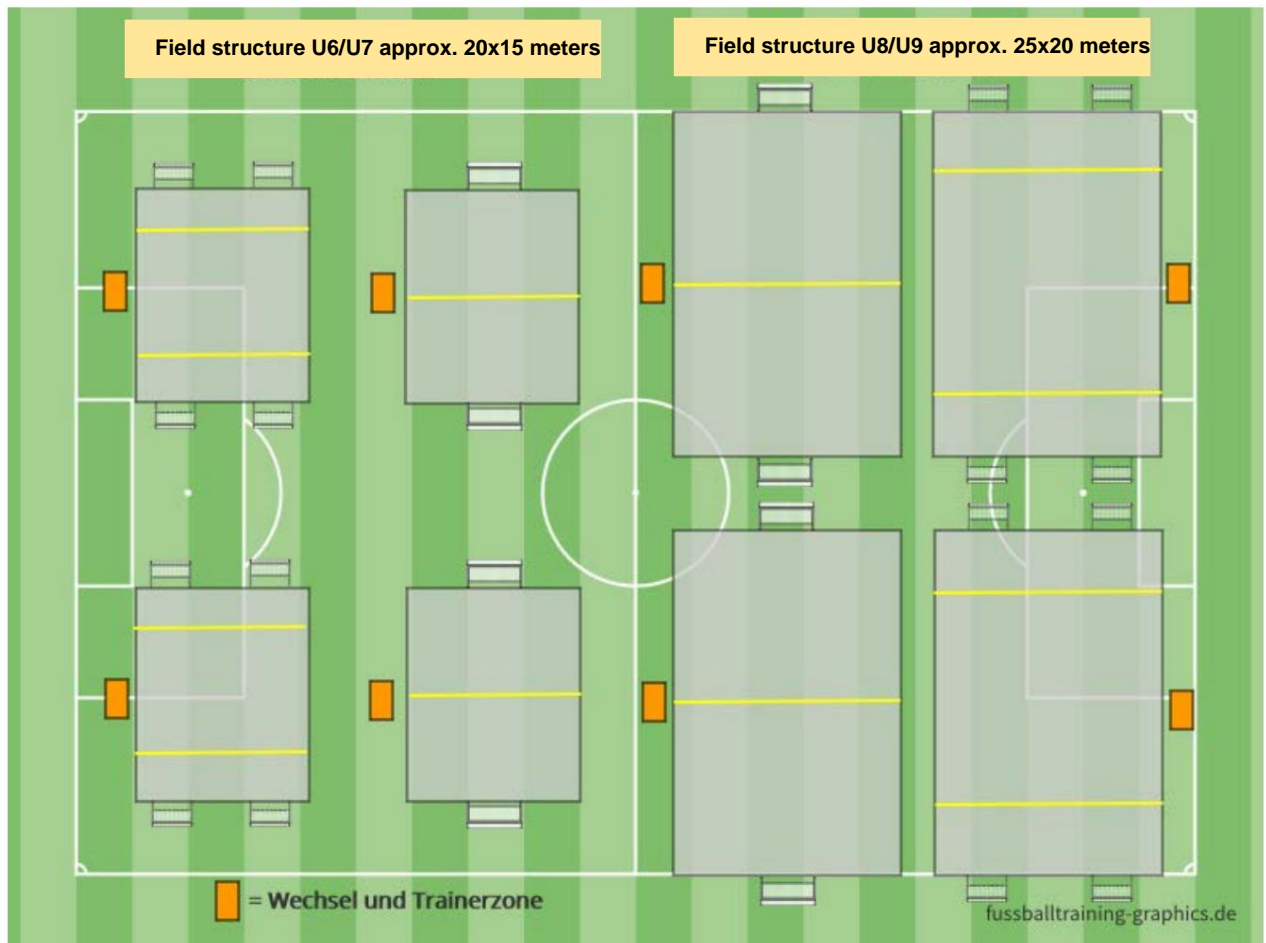 Field structure U6/U7 approx. 20x15 meters
Field structure U8/U9 approx. 25x20 meters
= Wechsel und Trainerzone
fussballtraining-graphics.de